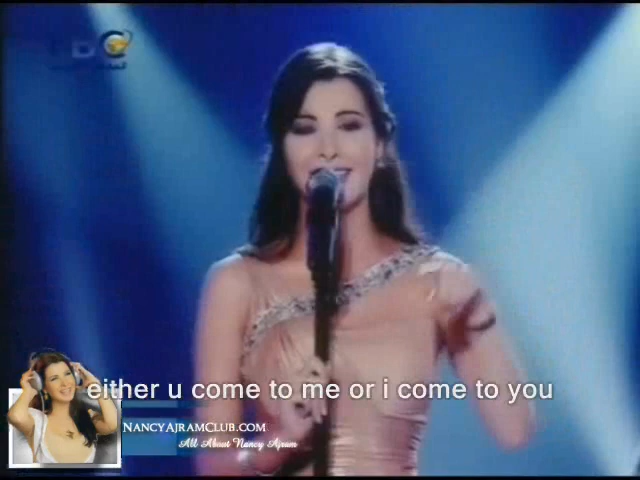 LBC
either u come to me or i come to you
NancyAjramClub.com
All About Nancy Ajram